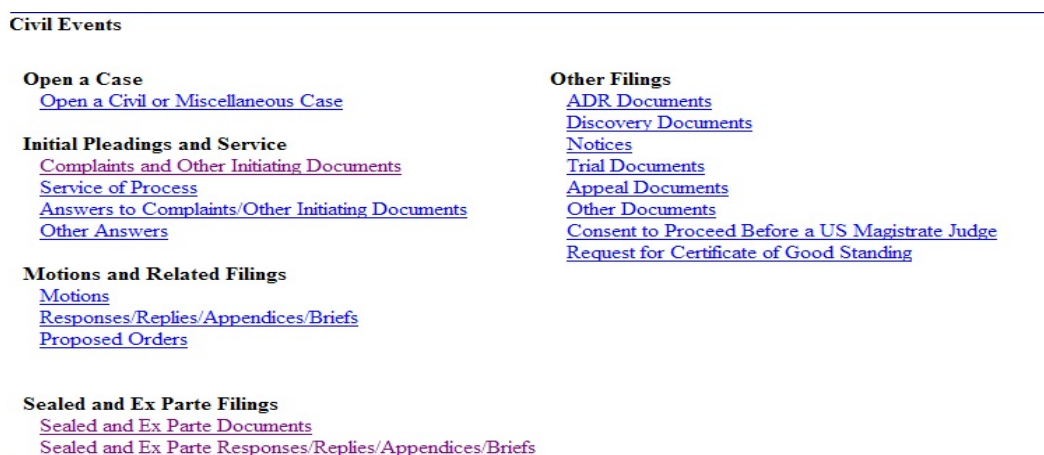 Civil Events
Open a Case
Open a Civil or Miscellaneous Case
Initial Pleadings and Service
Complaints and Other Initiating Documents
Service of Process
Answers to Complaints/Other Initiating Documents
Other Answers
Motions and Related Filings
Motions
Responses/Replies/Appendices/Briefs
Proposed Orders
Sealed and Ex Parte Filings
Sealed and Ex Parte Documents
Sealed and Ex Parte Responses/Replies/Appendices/Briefs
Other Filings
ADR Documents
Discovery Documents
Notices
Trial Documents
Appeal Documents
Other Documents
Consent to Proceed Before a US Magistrate Judge
Request for Certificate of Good Standing